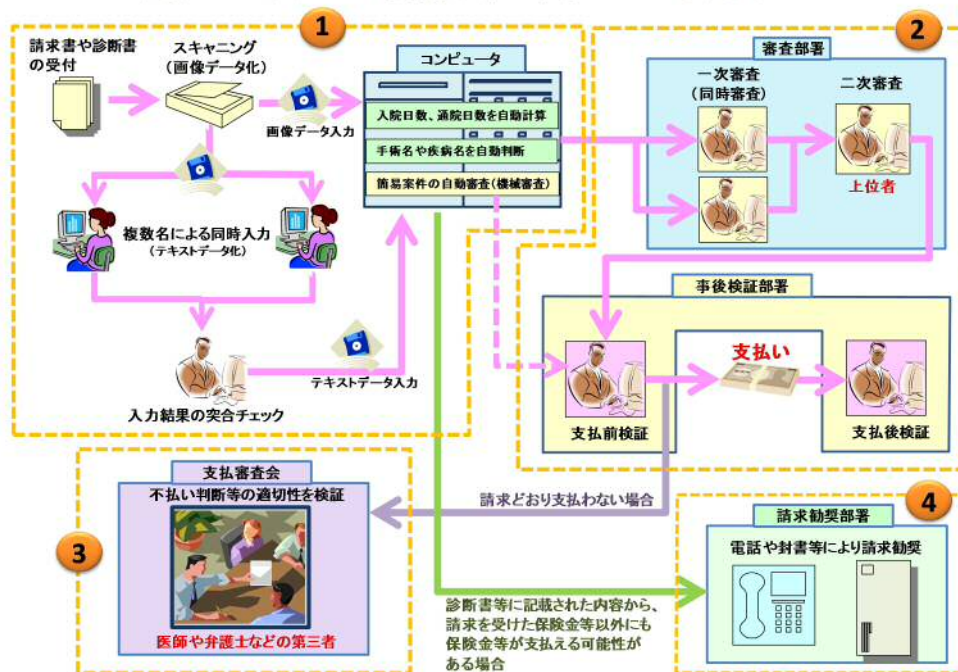 1
請求書や診断書
の受付
スキャニング
(画像データ化)
画像データ入力
コンピュータ
入院日数、通院日数を自動計算
手術名や疾病名を自動判断
簡易案件の自動審査(機械審査)
複数名による同時入力
(テキストデータ化)
テキストデータ入力
入力結果の突合チェック
2
審査部署
一次審査
(同時審査)
二次審査
上位者
事後検証部署
支払い
支払前検証
支払後検証
3
支払審査会
不払い判断等の適切性を検証
医師や弁護士などの第三者
請求どおり支払わない場合
4
請求勧奨部署
電話や封書等により請求勧奨
診断書等に記載された内容から、
請求を受けた保険金等以外にも
保険金等が支払える可能性が
ある場合